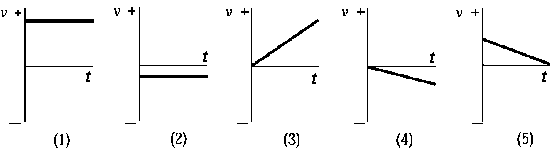 v + v + v + v + v +
t t t t t
— — — — —
(1) (2) (3) (4) (5)